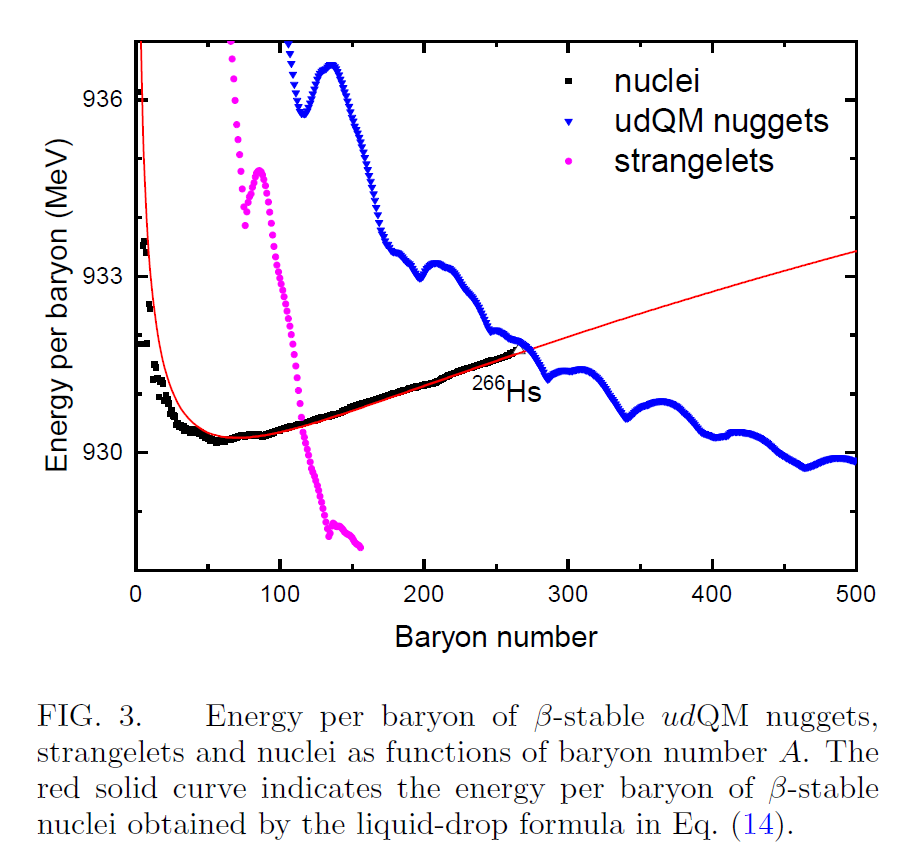 Energy per baryon (MeV)
936
933
930
nuclei
udQM nuggets
strangelets
²⁶⁶Hs
0 100 200 300 400 500
Baryon number
FIG. 3. Energy per baryon of β-stable udQM nuggets,
strangelets and nuclei as functions of baryon number A. The
red solid curve indicates the energy per baryon of β-stable
nuclei obtained by the liquid-drop formula in Eq. (14).